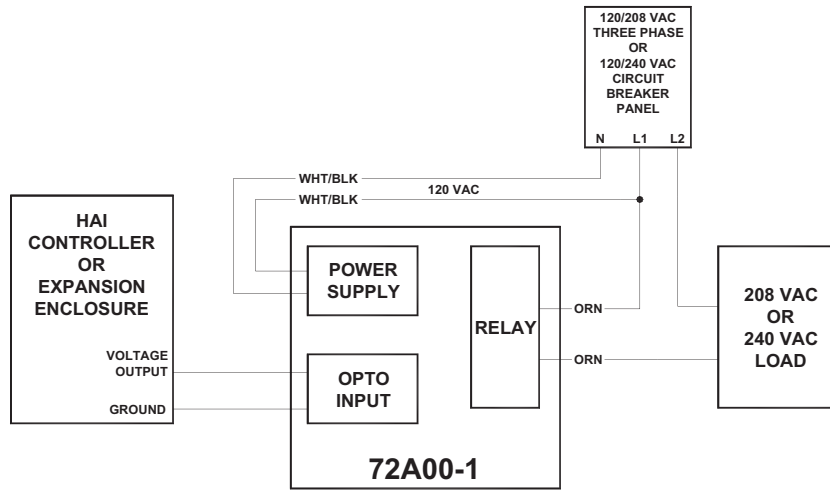 120/208 VAC
THREE PHASE
OR
120/240 VAC
CIRCUIT
BREAKER
PANEL
N L1 L2
WHT/BLK
120 VAC
WHT/BLK
HAI
CONTROLLER
OR
EXPANSION
ENCLOSURE
VOLTAGE
OUTPUT
GROUND
POWER
SUPPLY
OPTO
INPUT
RELAY
ORN
ORN
208 VAC
OR
240 VAC
LOAD
72A00-1